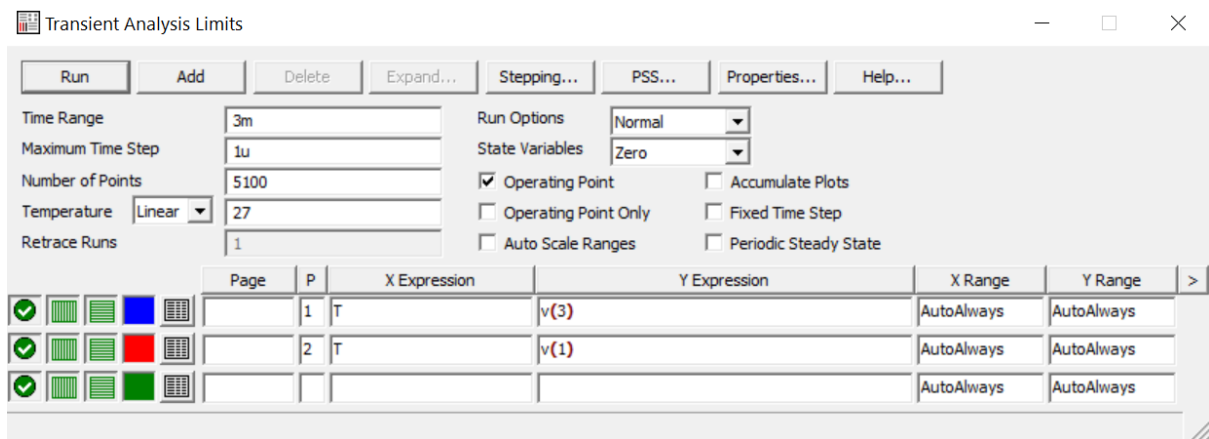 Transient Analysis Limits
Run Add Delete Expand... Stepping... PSS... Properties... Help...
Time Range 3m Run Options Normal
Maximum Time Step 1u State Variables Zero
Number of Points 5100 Operating Point Accumulate Plots
Temperature Linear 27 Operating Point Only Fixed Time Step
Retrace Runs 1 Auto Scale Ranges Periodic Steady State
Page P X Expression Y Expression X Range Y Range >
1 T v(3) AutoAlways AutoAlways
2 T v(1) AutoAlways AutoAlways
AutoAlways AutoAlways